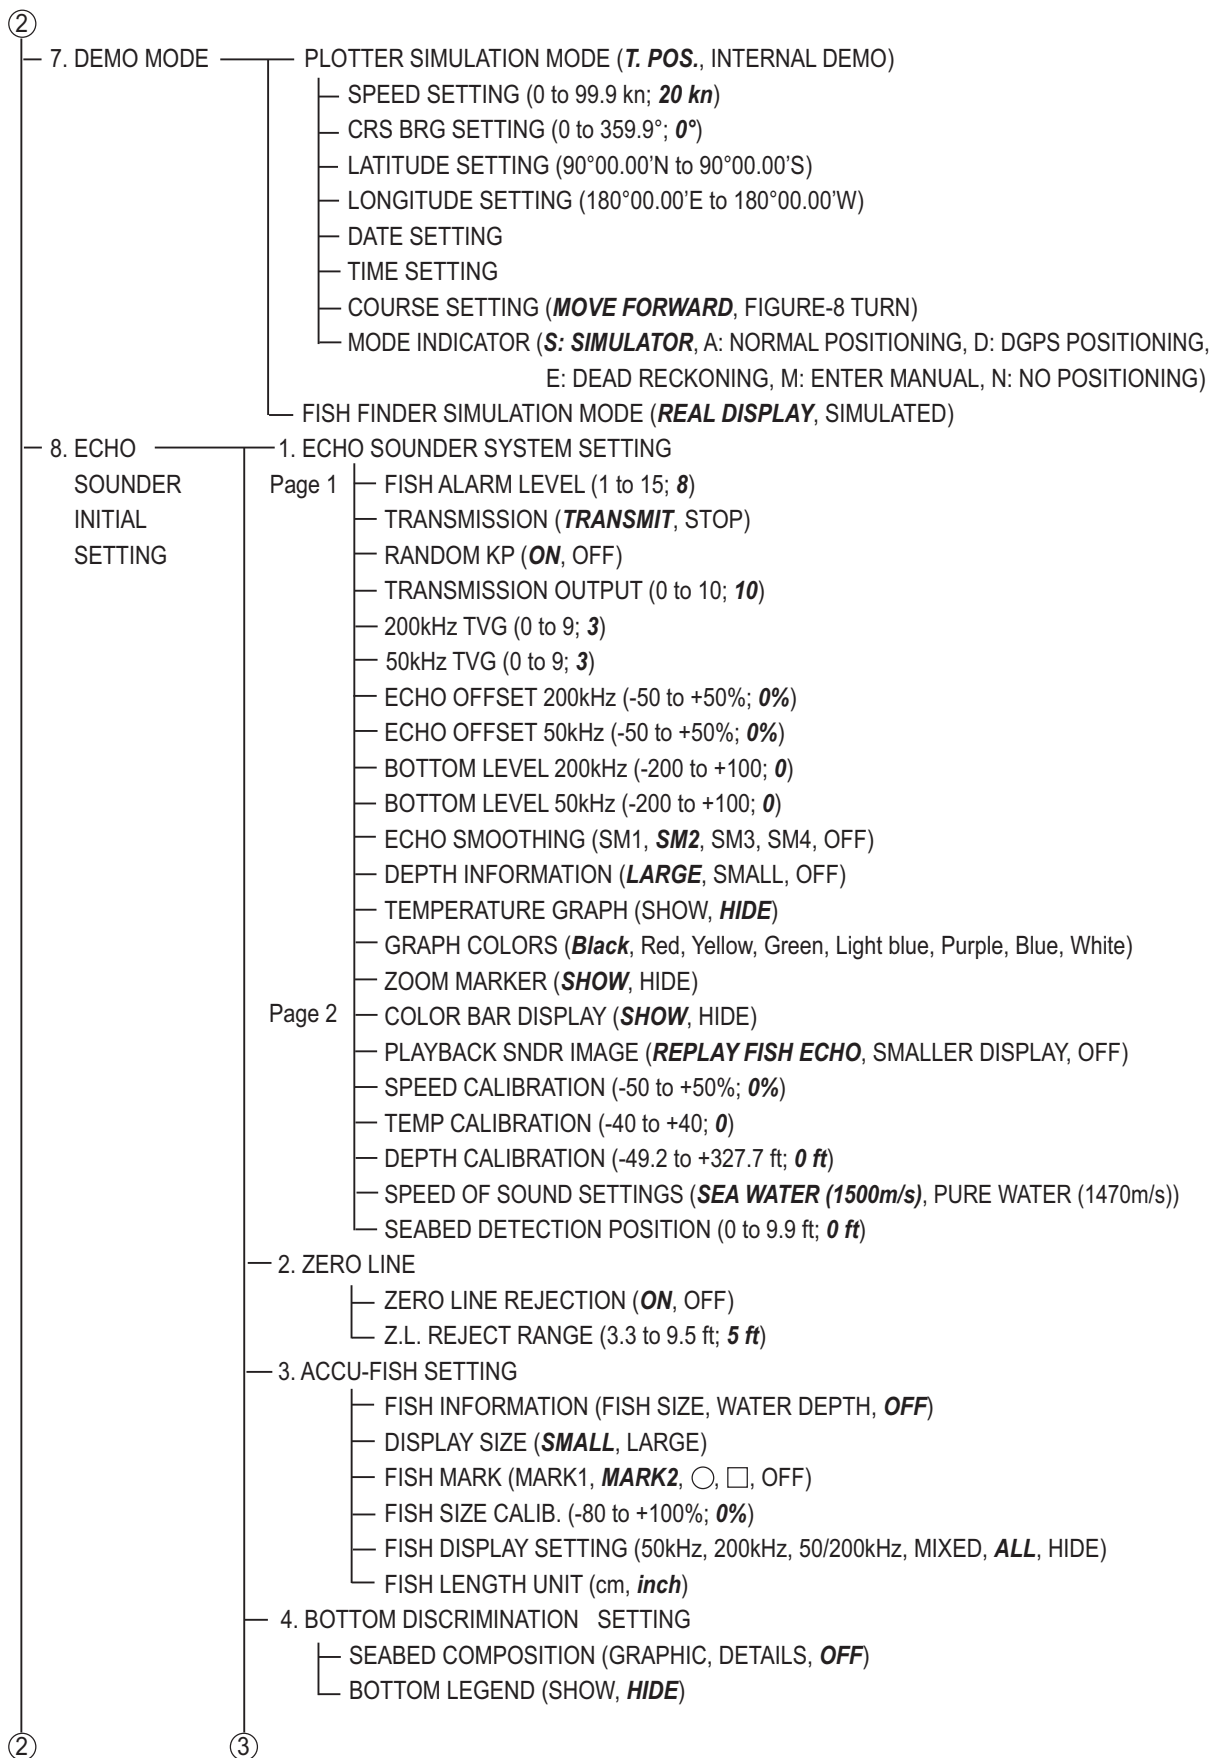 ②
7. DEMO MODE PLOTTER SIMULATION MODE (T. POS., INTERNAL DEMO)
SPEED SETTING (0 to 99.9 kn; 20 kn)
CRS BRG SETTING (0 to 359.9°; 0°)
LATITUDE SETTING (90°00.00’N to 90°00.00’S)
LONGITUDE SETTING (180°00.00’E to 180°00.00’W)
DATE SETTING
TIME SETTING
COURSE SETTING (MOVE FORWARD, FIGURE-8 TURN)
MODE INDICATOR (S: SIMULATOR, A: NORMAL POSITIONING, D: DGPS POSITIONING,
E: DEAD RECKONING, M: ENTER MANUAL, N: NO POSITIONING)
FISH FINDER SIMULATION MODE (REAL DISPLAY, SIMULATED)
8. ECHO 1. ECHO SOUNDER SYSTEM SETTING
SOUNDER Page 1 FISH ALARM LEVEL (1 to 15; 8)
INITIAL TRANSMISSION (TRANSMIT, STOP)
SETTING RANDOM KP (ON, OFF)
TRANSMISSION OUTPUT (0 to 10; 10)
200kHz TVG (0 to 9; 3)
50kHz TVG (0 to 9; 3)
ECHO OFFSET 200kHz (-50 to +50%; 0%)
ECHO OFFSET 50kHz (-50 to +50%; 0%)
BOTTOM LEVEL 200kHz (-200 to +100; 0)
BOTTOM LEVEL 50kHz (-200 to +100; 0)
ECHO SMOOTHING (SM1, SM2, SM3, SM4, OFF)
DEPTH INFORMATION (LARGE, SMALL, OFF)
TEMPERATURE GRAPH (SHOW, HIDE)
GRAPH COLORS (Black, Red, Yellow, Green, Light blue, Purple, Blue, White)
ZOOM MARKER (SHOW, HIDE)
Page 2 COLOR BAR DISPLAY (SHOW, HIDE)
PLAYBACK SNDR IMAGE (REPLAY FISH ECHO, SMALLER DISPLAY, OFF)
SPEED CALIBRATION (-50 to +50%; 0%)
TEMP CALIBRATION (-40 to +40; 0)
DEPTH CALIBRATION (-49.2 to +327.7 ft; 0 ft)
SPEED OF SOUND SETTINGS (SEA WATER (1500m/s), PURE WATER (1470m/s))
SEABED DETECTION POSITION (0 to 9.9 ft; 0 ft)
2. ZERO LINE
ZERO LINE REJECTION (ON, OFF)
Z.L. REJECT RANGE (3.3 to 9.5 ft; 5 ft)
3. ACCU-FISH SETTING
FISH INFORMATION (FISH SIZE, WATER DEPTH, OFF)
DISPLAY SIZE (SMALL, LARGE)
FISH MARK (MARK1, MARK2, ○, □, OFF)
FISH SIZE CALIB. (-80 to +100%; 0%)
FISH DISPLAY SETTING (50kHz, 200kHz, 50/200kHz, MIXED, ALL, HIDE)
FISH LENGTH UNIT (cm, inch)
4. BOTTOM DISCRIMINATION SETTING
SEABED COMPOSITION (GRAPHIC, DETAILS, OFF)
BOTTOM LEGEND (SHOW, HIDE)
② ③